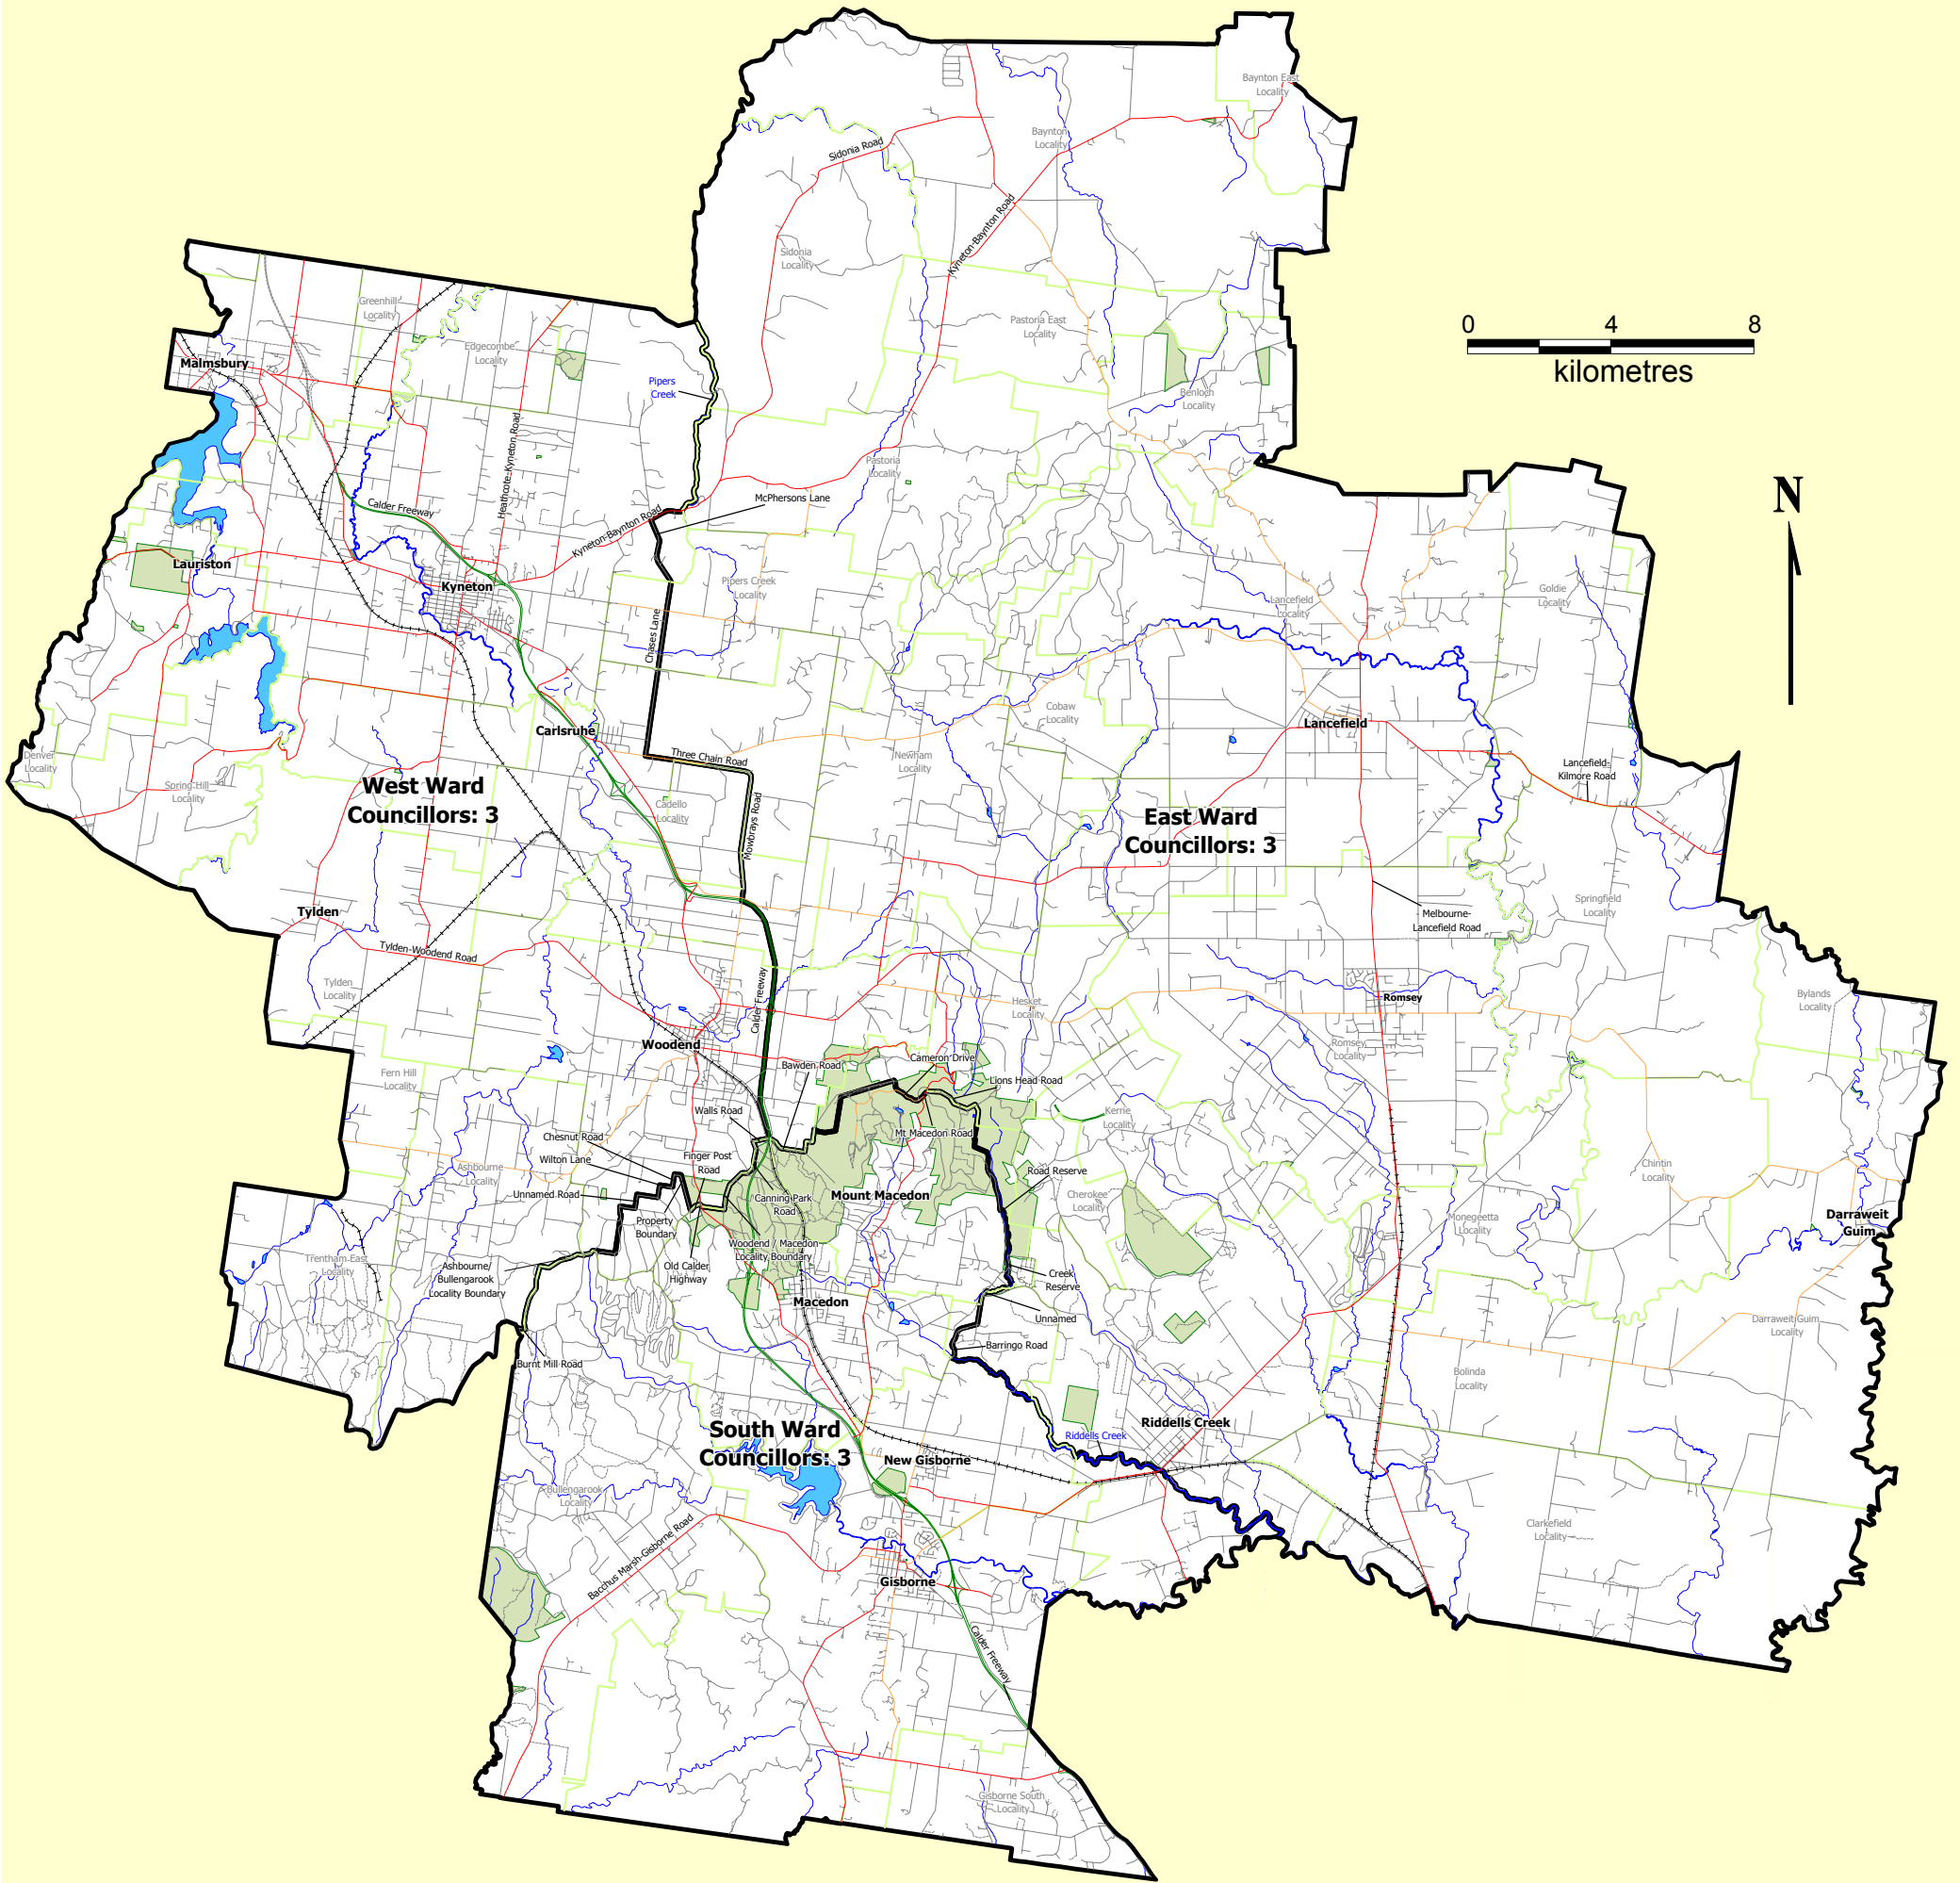 Baynton East
Locality
Baynton
Locality
Sidonia Road
Kyneton-Baynton Road
Sidonia
Locality
Greenhill
Locality
Pastoria East
Locality
0 4 8
kilometres
Edgecombe
Locality
Malmsbury
Pipers
Creek
Benloch
Locality
Heathcote-Kyneton Road
Pastoria
Locality
N
McPhersons Lane
Calder Freeway
Kyneton-Baynton Road
Lauriston
Kyneton
Pipers Creek
Locality
Goldie
Locality
Lancefield
Locality
Chases Lane
Cobaw
Locality
Lancefield
Carlsruhe
Denver
Locality
Three Chain Road
Newham
Locality
Lancefield-
Kilmore Road
Spring Hill
Locality
West Ward
Councillors: 3
Cadello
Locality
Mowbrays Road
East Ward
Councillors: 3
Tylden
Springfield
Locality
Melbourne-
Lancefield Road
Tylden-Woodend Road
Tylden
Locality
Calder Freeway
Hesket
Locality
Romsey
Bylands
Locality
Woodend
Romsey
Locality
Bawden Road
Cameron Drive
Fern Hill
Locality
Lions Head Road
Walls Road
Kerrie
Locality
Chesnut Road
Mt Macedon Road
Wilton Lane
Finger Post
Road
Ashbourne
Locality
Road Reserve
Chintin
Locality
Unnamed Road
Canning Park
Road
Mount Macedon
Cherokee
Locality
Property
Boundary
Monegeetta
Locality
Darraweit
Guim
Woodend / Macedon
Locality Boundary
Trentham East
Locality
Ashbourne/
Bullengarook
Locality Boundary
Old Calder
Highway
Creek
Reserve
Macedon
Unnamed
Darraweit Guim
Locality
Barringo Road
Burnt Mill Road
Bolinda
Locality
South Ward
Councillors: 3
Riddells Creek
Riddells Creek
New Gisborne
Bullengarook
Locality
Clarkefield
Locality
Bacchus Marsh-Gisborne Road
Gisborne
Calder Freeway
Gisborne South
Locality